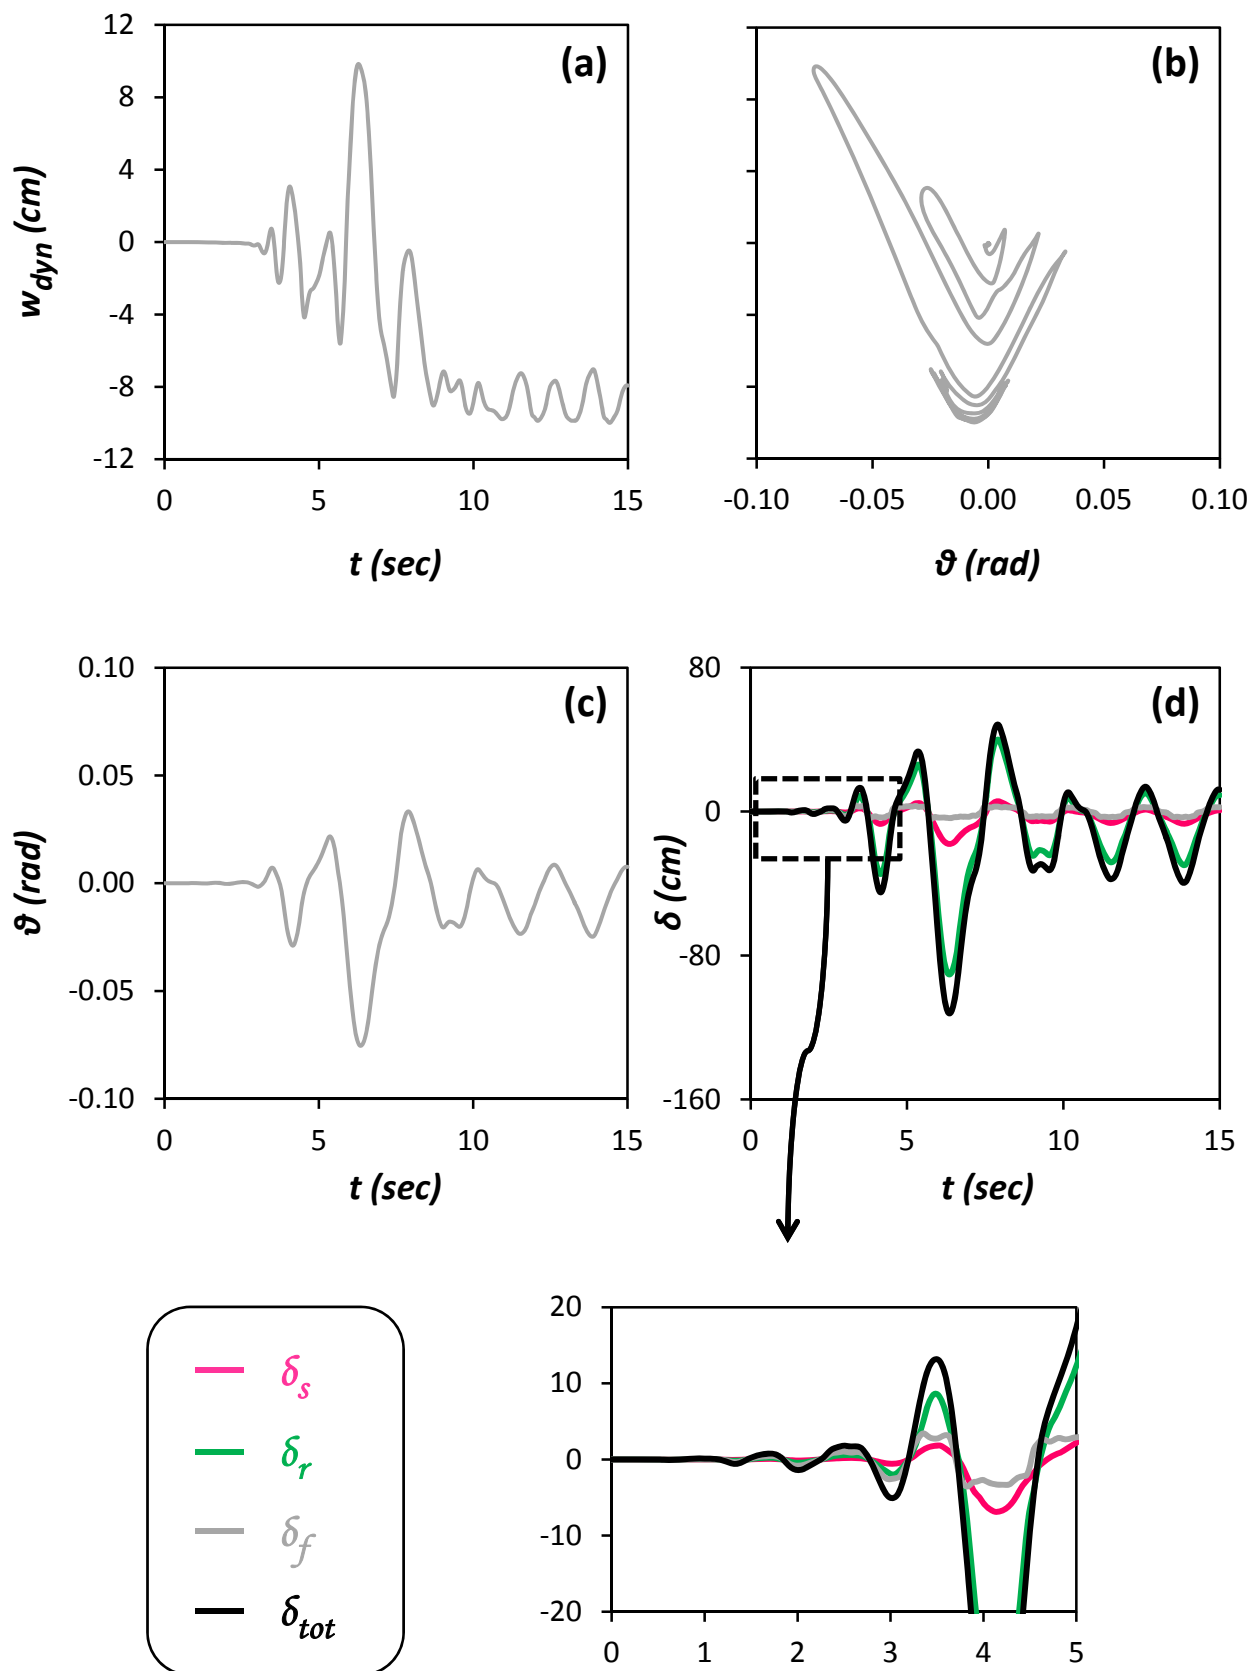 12
8
4
0
-4
-8
-12
w_dyn (cm)
(a)
0 5 10 15
t (sec)
(b)
-0.10 -0.05 0.00 0.05 0.10
ϑ (rad)
0.10
0.05
0.00
-0.05
-0.10
ϑ (rad)
(c)
0 5 10 15
t (sec)
80
0
-80
-160
δ (cm)
(d)
0 5 10 15
t (sec)
δ_s
δ_r
δ_f
δ_tot
20
10
0
-10
-20
0 1 2 3 4 5